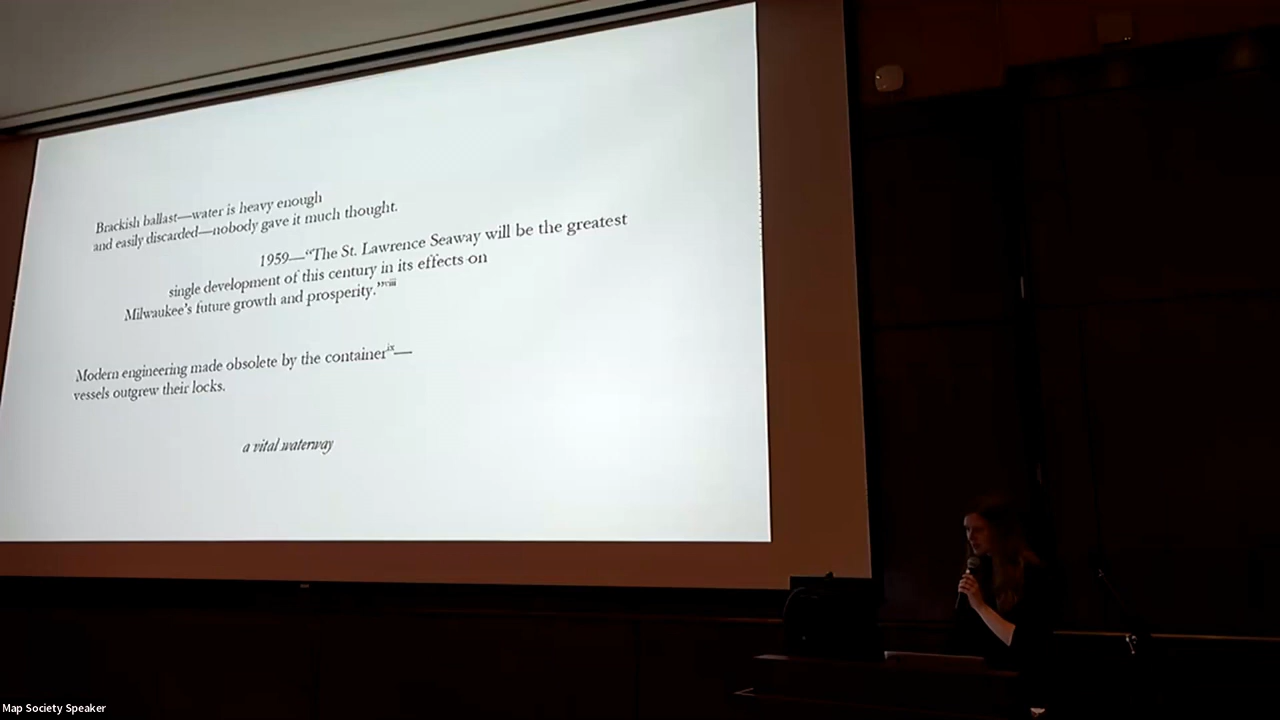 Brackish ballast—water is heavy enough
and easily discarded—nobody gave it much thought.
1959—“The St. Lawrence Seaway will be the greatest
single development of this century in its effects on
Milwaukee’s future growth and prosperity.”viii
Modern engineering made obsolete by the containerix—
vessels outgrew their locks.
a vital waterway
Map Society Speaker